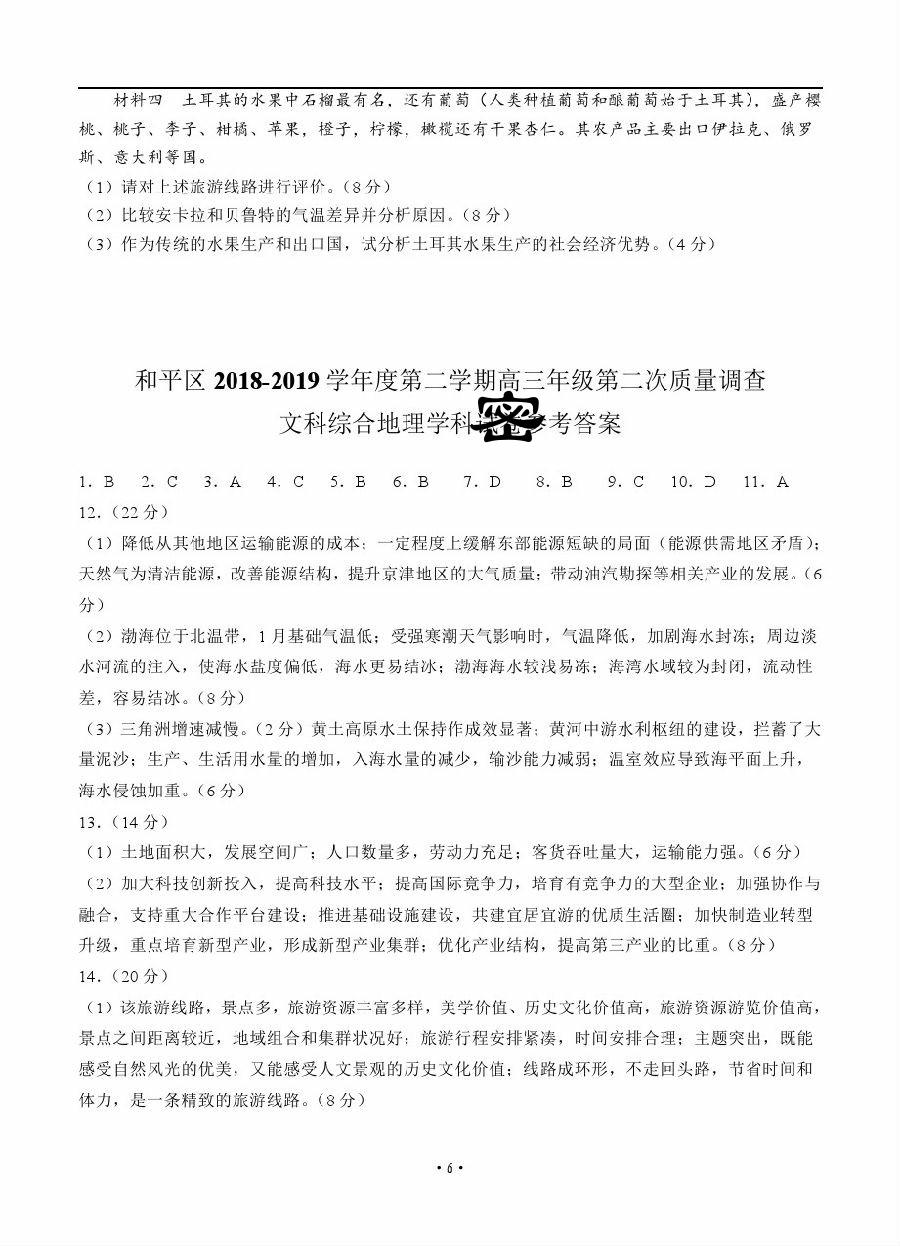 材料四　土耳其的水果中石榴最有名，还有葡萄（人类种植葡萄和酿葡萄始于土耳其），盛产樱
桃、桃子、李子、柑橘、苹果，橙子，柠檬，橄榄还有干果杏仁。其农产品主要出口伊拉克、俄罗
斯、意大利等国。
（1）请对上述旅游线路进行评价。（8分）
（2）比较安卡拉和贝鲁特的气温差异并分析原因。（8分）
（3）作为传统的水果生产和出口国，试分析土耳其水果生产的社会经济优势。（4分）
和平区 2018-2019 学年度第二学期高三年级第二次质量调查
文科综合地理学科试卷参考答案
密
1．B　2．C　3．A　4．C　5．B　6．B　7．D　8．B　9．C　10．D　11．A
12．（22分）
（1）降低从其他地区运输能源的成本；一定程度上缓解东部能源短缺的局面（能源供需地区矛盾）；
天然气为清洁能源，改善能源结构，提升京津地区的大气质量；带动油汽勘探等相关产业的发展。（6
分）
（2）渤海位于北温带，1月基础气温低；受强寒潮天气影响时，气温降低，加剧海水封冻；周边淡
水河流的注入，使海水盐度偏低，海水更易结冰；渤海海水较浅易冻；海湾水域较为封闭，流动性
差，容易结冰。（8分）
（3）三角洲增速减慢。（2分）黄土高原水土保持作成效显著；黄河中游水利枢纽的建设，拦蓄了大
量泥沙；生产、生活用水量的增加，入海水量的减少，输沙能力减弱；温室效应导致海平面上升，
海水侵蚀加重。（6分）
13．（14分）
（1）土地面积大，发展空间广；人口数量多，劳动力充足；客货吞吐量大，运输能力强。（6分）
（2）加大科技创新投入，提高科技水平；提高国际竞争力，培育有竞争力的大型企业；加强协作与
融合，支持重大合作平台建设；推进基础设施建设，共建宜居宜游的优质生活圈；加快制造业转型
升级，重点培育新型产业，形成新型产业集群；优化产业结构，提高第三产业的比重。（8分）
14．（20分）
（1）该旅游线路，景点多，旅游资源丰富多样，美学价值、历史文化价值高，旅游资源游览价值高，
景点之间距离较近，地域组合和集群状况好；旅游行程安排紧凑，时间安排合理；主题突出，既能
感受自然风光的优美，又能感受人文景观的历史文化价值；线路成环形，不走回头路，节省时间和
体力，是一条精致的旅游线路。（8分）
·6·